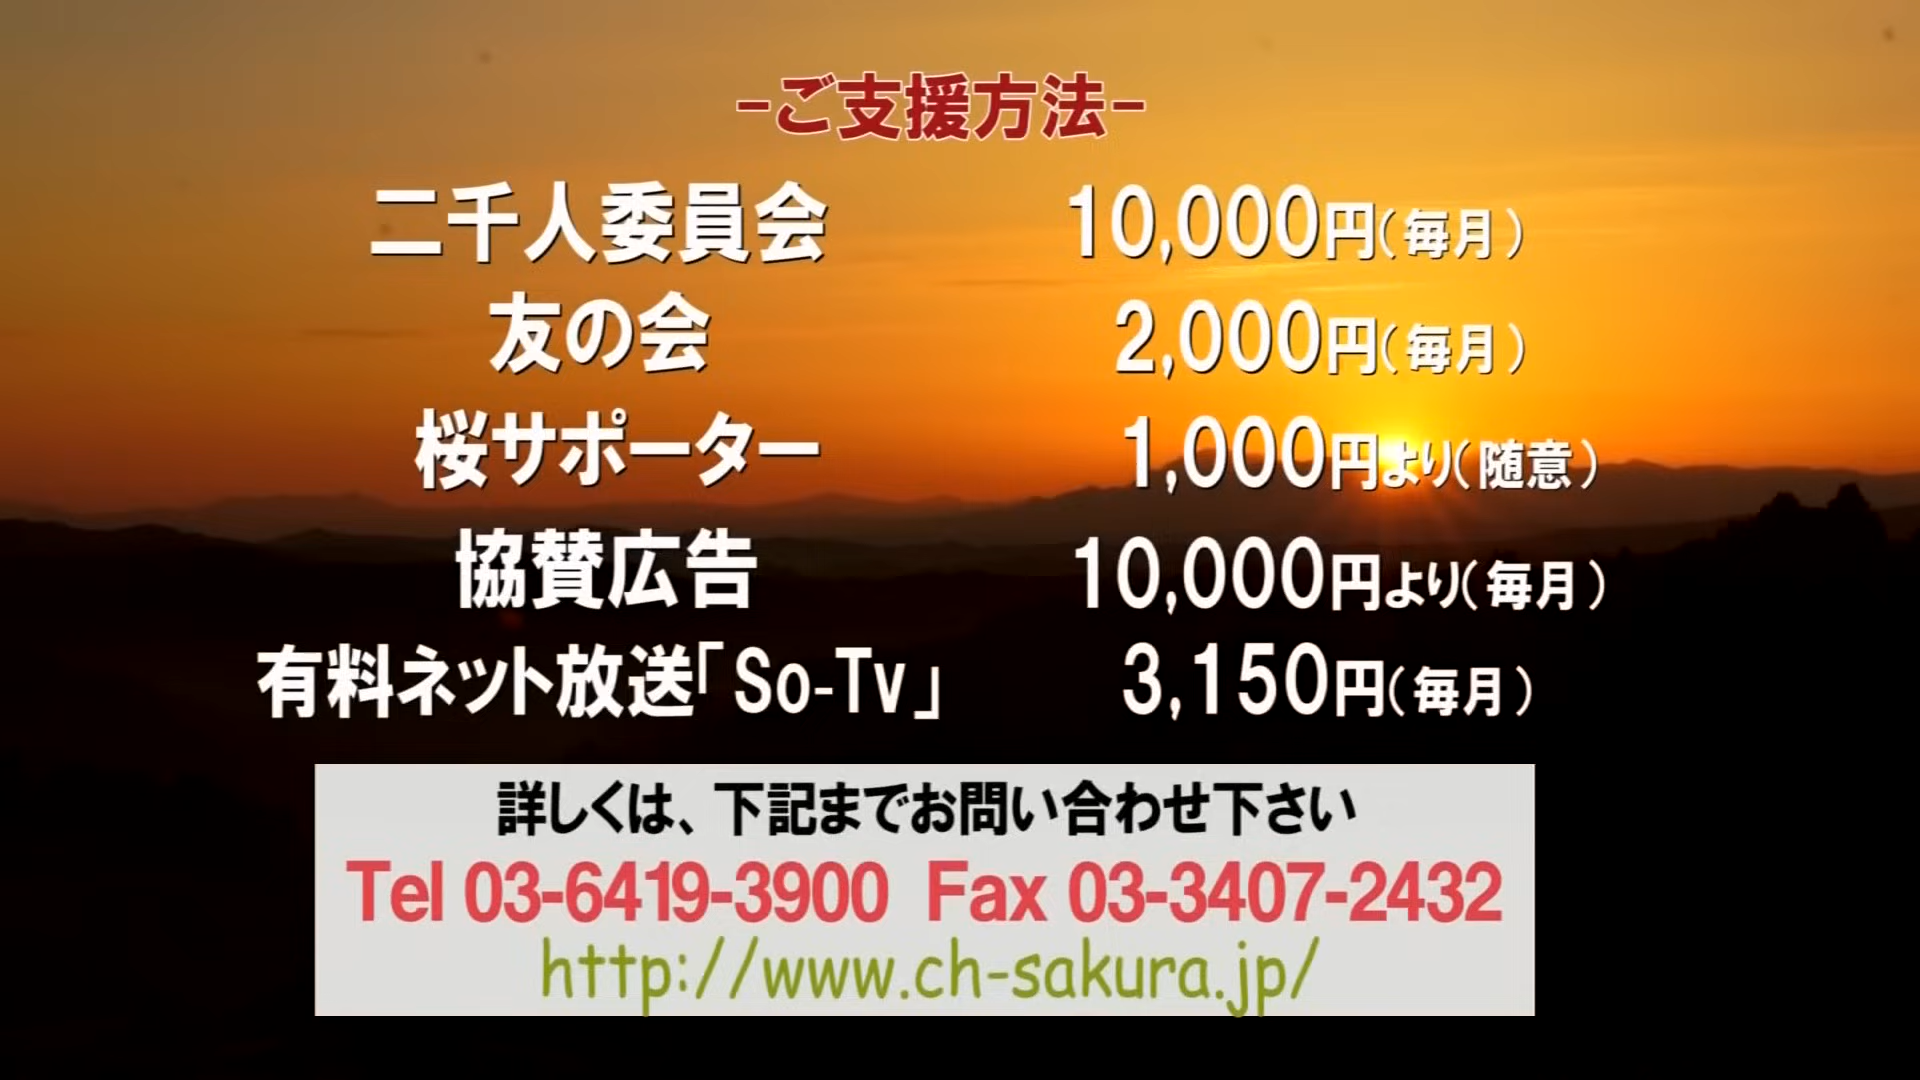 -ご支援方法-
二千人委員会 10,000円(毎月)
友の会 2,000円(毎月)
桜サポーター 1,000円より(随意)
協賛広告 10,000円より(毎月)
有料ネット放送「So-Tv」 3,150円(毎月)
詳しくは、下記までお問い合わせ下さい
Tel 03-6419-3900 Fax 03-3407-2432
http://www.ch-sakura.jp/